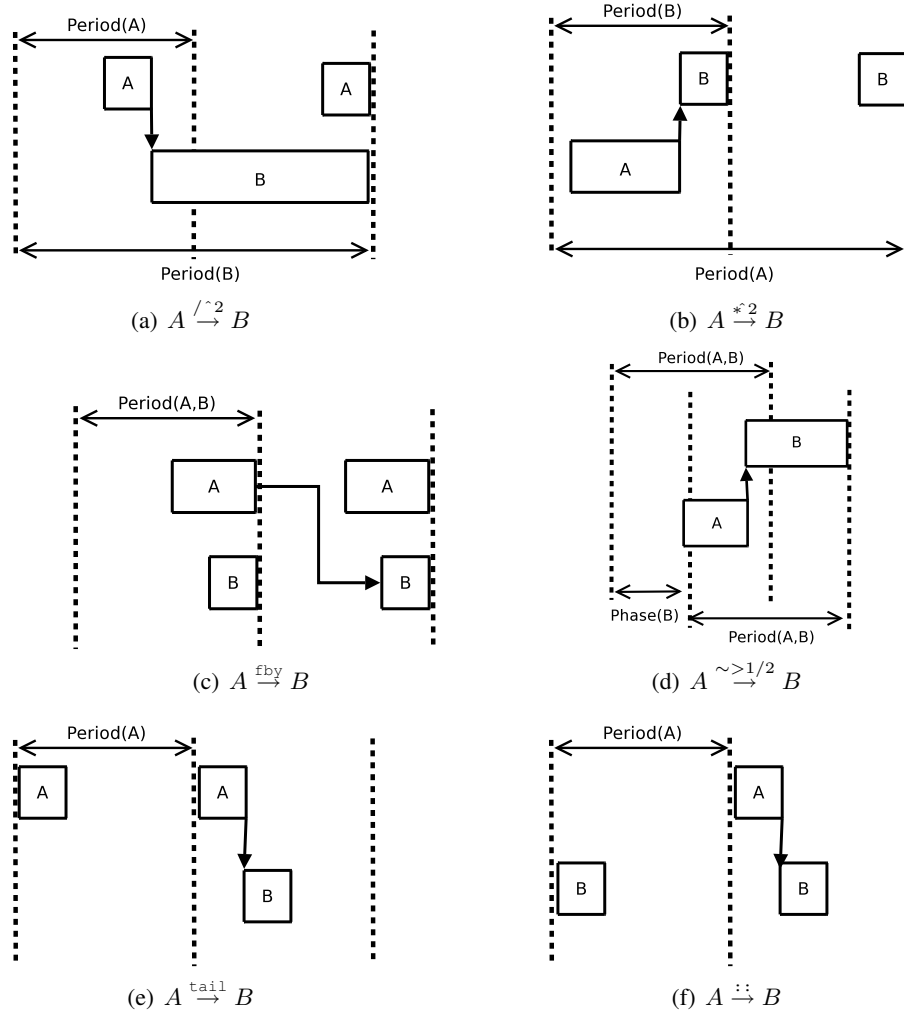 Period(A)
A
A
B
Period(B)
(a) A /^2 → B
Period(B)
B
B
A
Period(A)
(b) A *^2 → B
Period(A,B)
A
A
B
B
(c) A fby → B
Period(A,B)
B
A
Phase(B)
Period(A,B)
(d) A ∼>1/2 → B
Period(A)
A
A
B
(e) A tail → B
Period(A)
A
B
B
(f) A :: → B